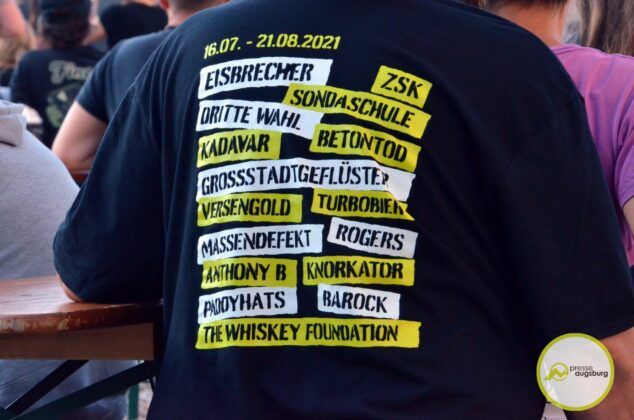 16.07. - 21.08.2021
EISBRECHER
ZSK
SONDASCHULE
DRITTE WAHL
KADAVAR
BETONTOD
GROSSSTADTGEFLÜSTER
VERSENGOLD
TURBOBIER
MASSENDEFEKT
ROGERS
ANTHONY B
KNORKATOR
PADDYHATS
BAROCK
THE WHISKEY FOUNDATION
presse
augsburg